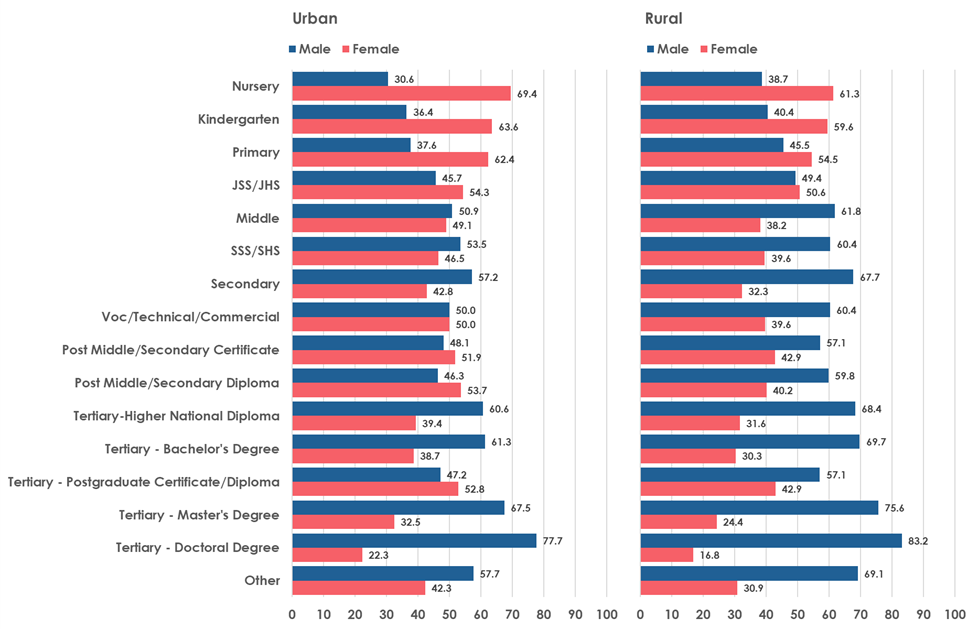 Urban Rural
Male Female Male Female
Nursery 30.6 69.4 38.7 61.3
Kindergarten 36.4 63.6 40.4 59.6
Primary 37.6 62.4 45.5 54.5
JSS/JHS 45.7 54.3 49.4 50.6
Middle 50.9 49.1 61.8 38.2
SSS/SHS 53.5 46.5 60.4 39.6
Secondary 57.2 42.8 67.7 32.3
Voc/Technical/Commercial 50.0 50.0 60.4 39.6
Post Middle/Secondary Certificate 48.1 51.9 57.1 42.9
Post Middle/Secondary Diploma 46.3 53.7 59.8 40.2
Tertiary-Higher National Diploma 60.6 39.4 68.4 31.6
Tertiary - Bachelor's Degree 61.3 38.7 69.7 30.3
Tertiary - Postgraduate Certificate/Diploma 47.2 52.8 57.1 42.9
Tertiary - Master's Degree 67.5 32.5 75.6 24.4
Tertiary - Doctoral Degree 77.7 22.3 83.2 16.8
Other 57.7 42.3 69.1 30.9
0 10 20 30 40 50 60 70 80 90 100 0 10 20 30 40 50 60 70 80 90 100